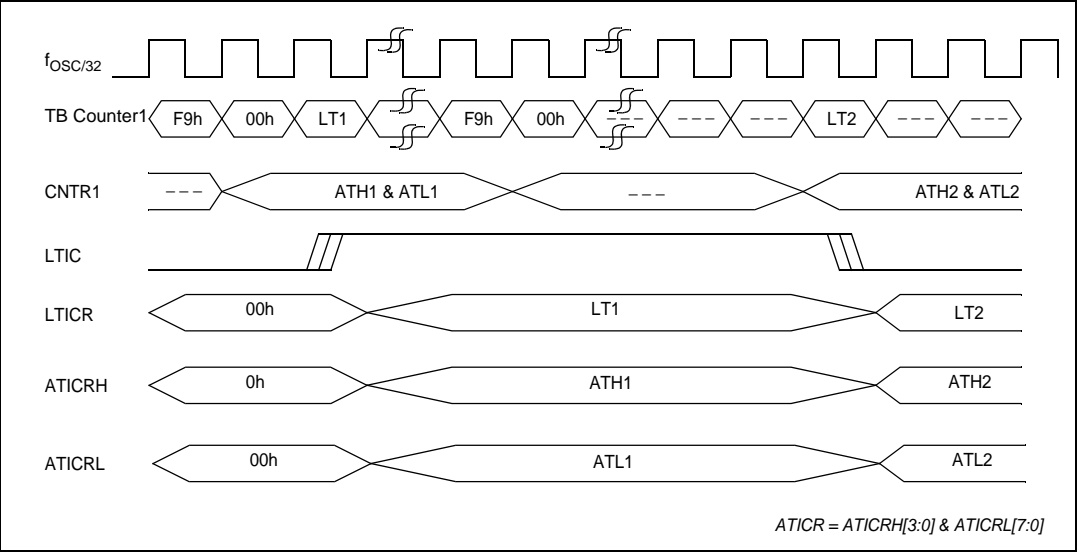 fOSC/32
TB Counter1 F9h 00h LT1 F9h 00h --- --- --- LT2 --- ---
CNTR1 --- ATH1 & ATL1 --- ATH2 & ATL2
LTIC
LTICR 00h LT1 LT2
ATICRH 0h ATH1 ATH2
ATICRL 00h ATL1 ATL2
ATICR = ATICRH[3:0] & ATICRL[7:0]